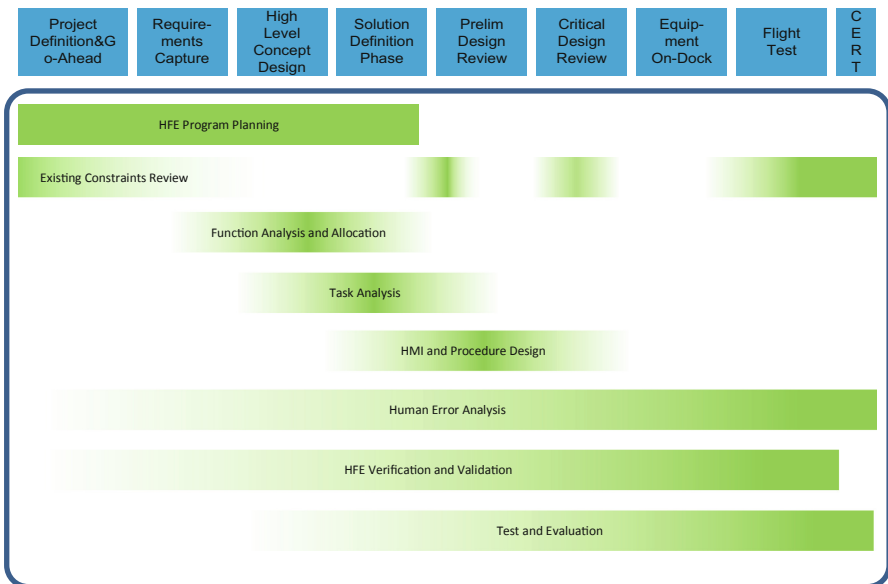 Project
Definition&G
o-Ahead
Require-
ments
Capture
High
Level
Concept
Design
Solution
Definition
Phase
Prelim
Design
Review
Critical
Design
Review
Equip-
ment
On-Dock
Flight
Test
C
E
R
T
HFE Program Planning
Existing Constraints Review
Function Analysis and Allocation
Task Analysis
HMI and Procedure Design
Human Error Analysis
HFE Verification and Validation
Test and Evaluation